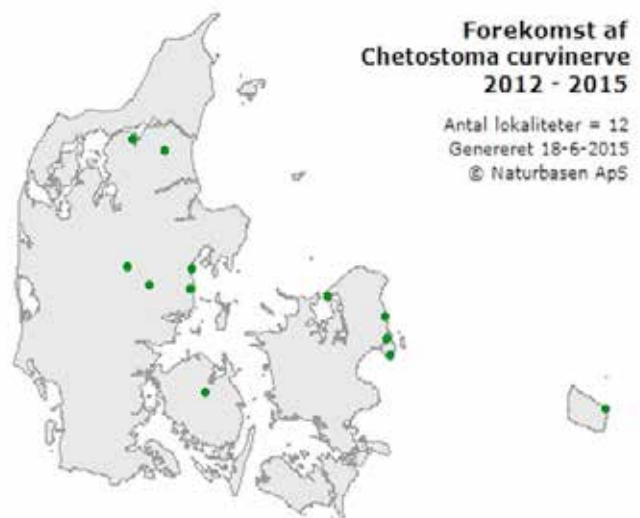 Forekomst af
Chetostoma curvinerve
2012 - 2015
Antal lokaliteter = 12
Genereret 18-6-2015
© Naturbasen ApS